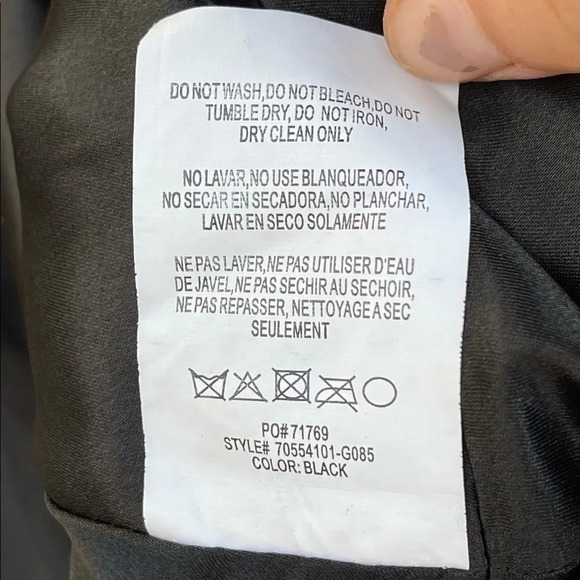 DO NOT WASH,DO NOT BLEACH,DO NOT
TUMBLE DRY, DO NOT IRON,
DRY CLEAN ONLY
NO LAVAR,NO USE BLANQUEADOR,
NO SECAR EN SECADORA,NO PLANCHAR,
LAVAR EN SECO SOLAMENTE
NE PAS LAVER,NE PAS UTILISER D'EAU
DE JAVEL,NE PAS SECHIR AU SECHOIR,
NE PAS REPASSER, NETTOYAGE A SEC
SEULEMENT
PO#71769
STYLE# 70554101-G085
COLOR: BLACK